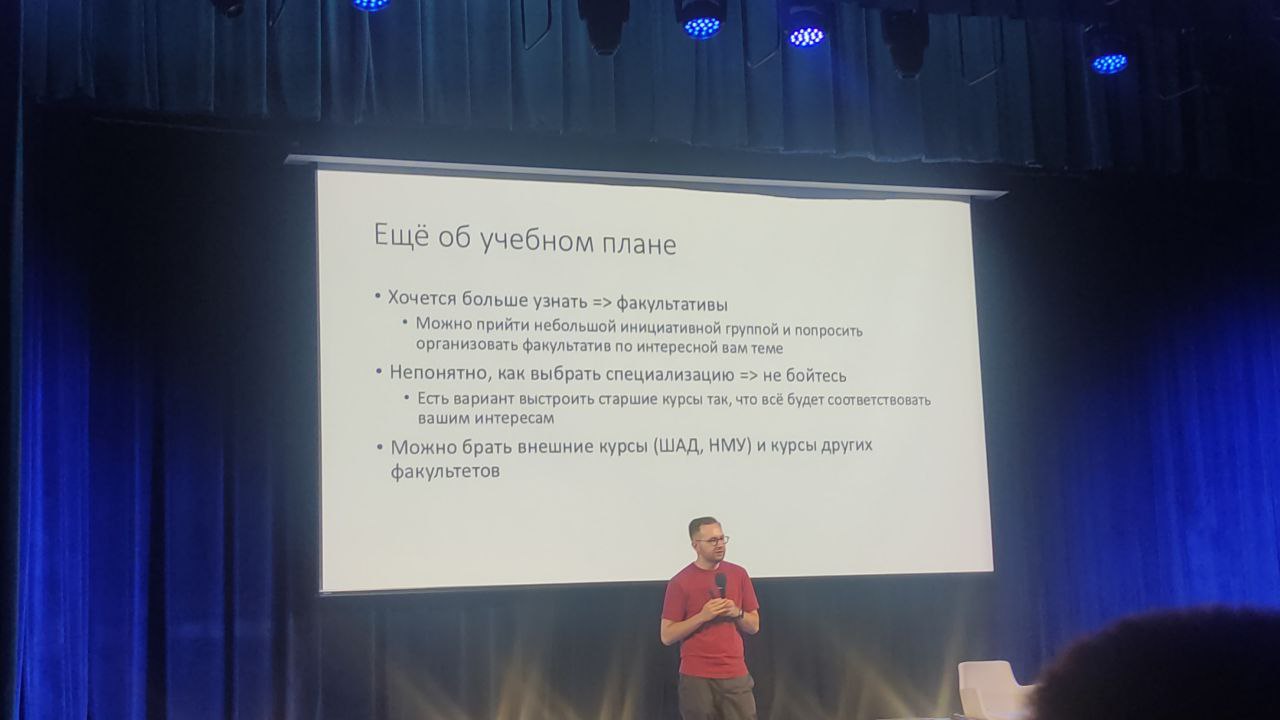 Ещё об учебном плане
• Хочется больше узнать => факультативы
• Можно прийти небольшой инициативной группой и попросить
организовать факультатив по интересной вам теме
• Непонятно, как выбрать специализацию => не бойтесь
• Есть вариант выстроить старшие курсы так, что всё будет соответствовать
вашим интересам
• Можно брать внешние курсы (ШАД, НМУ) и курсы других
факультетов